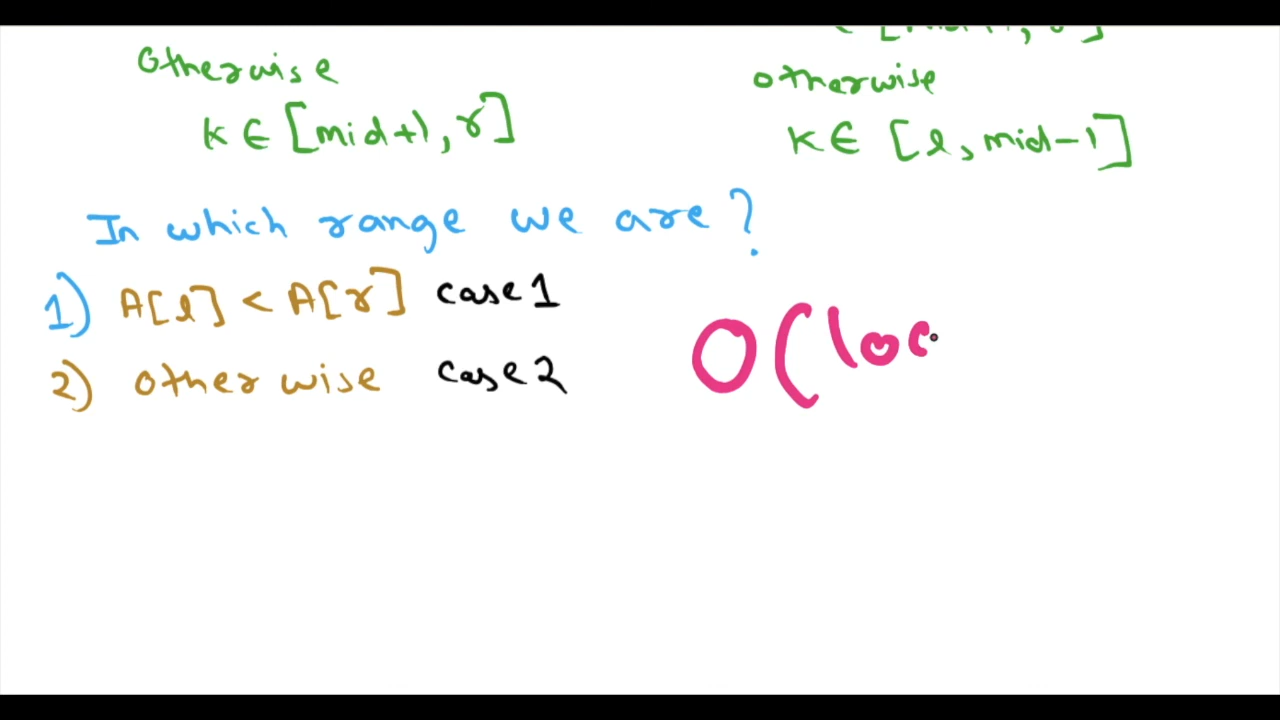 Otherwise
K ∈ [mid+1, r]
otherwise
K ∈ [l, mid-1]
In which range we are?
1) A[l] < A[r] case 1
2) otherwise case 2
O(lo